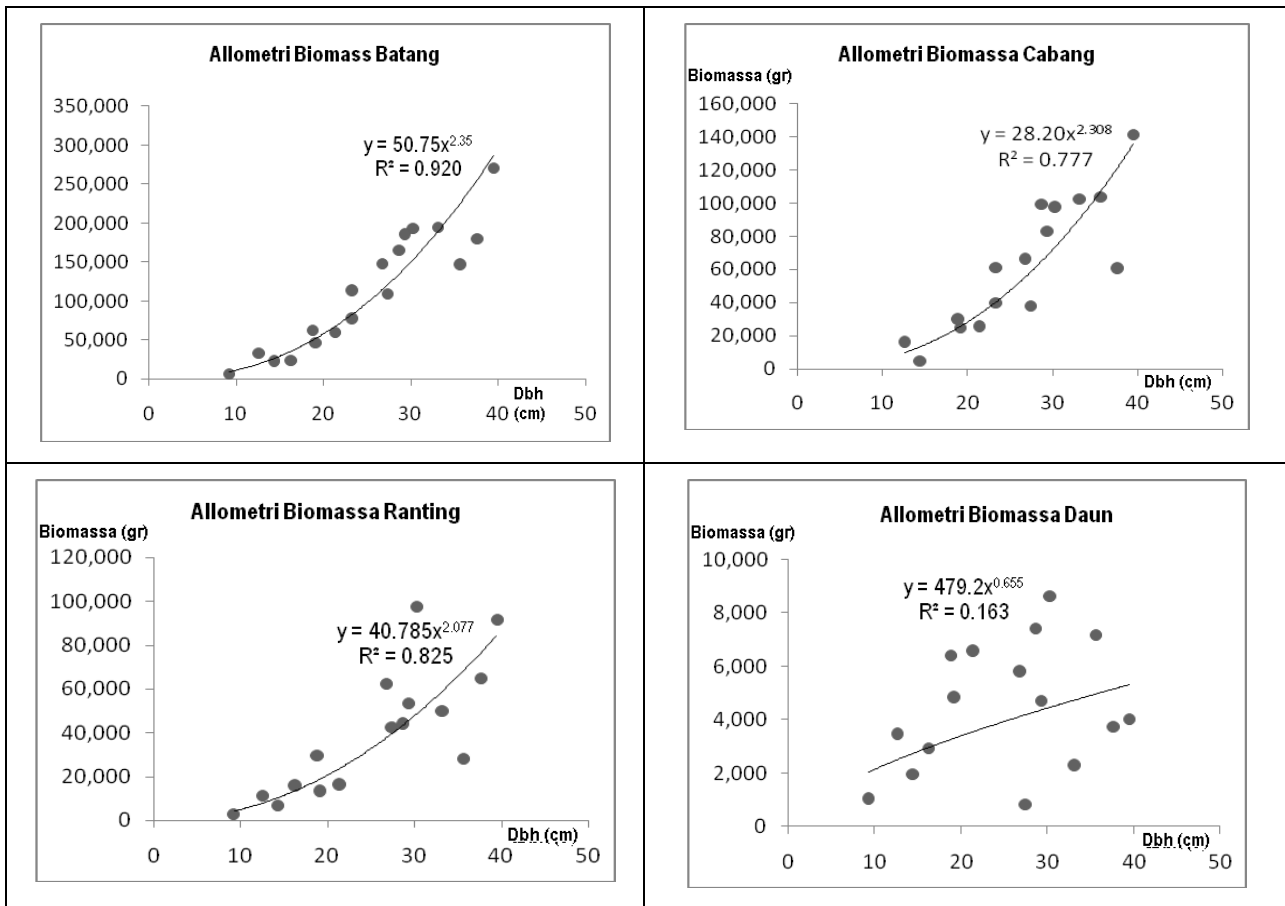 Allometri Biomass Batang
350,000
300,000
250,000
200,000
150,000
100,000
50,000
0
y = 50.75x^2.35
R² = 0.920
0 10 20 30 40 50
Dbh
(cm)
Allometri Biomassa Cabang
Biomassa (gr)
160,000
140,000
120,000
100,000
80,000
60,000
40,000
20,000
0
y = 28.20x^2.308
R² = 0.777
0 10 20 30 40 50
Dbh (cm)
Allometri Biomassa Ranting
Biomassa (gr)
120,000
100,000
80,000
60,000
40,000
20,000
0
y = 40.785x^2.077
R² = 0.825
0 10 20 30 40 50
Dbh (cm)
Allometri Biomassa Daun
Biomassa (gr)
10,000
8,000
6,000
4,000
2,000
0
y = 479.2x^0.655
R² = 0.163
0 10 20 30 40 50
Dbh (cm)